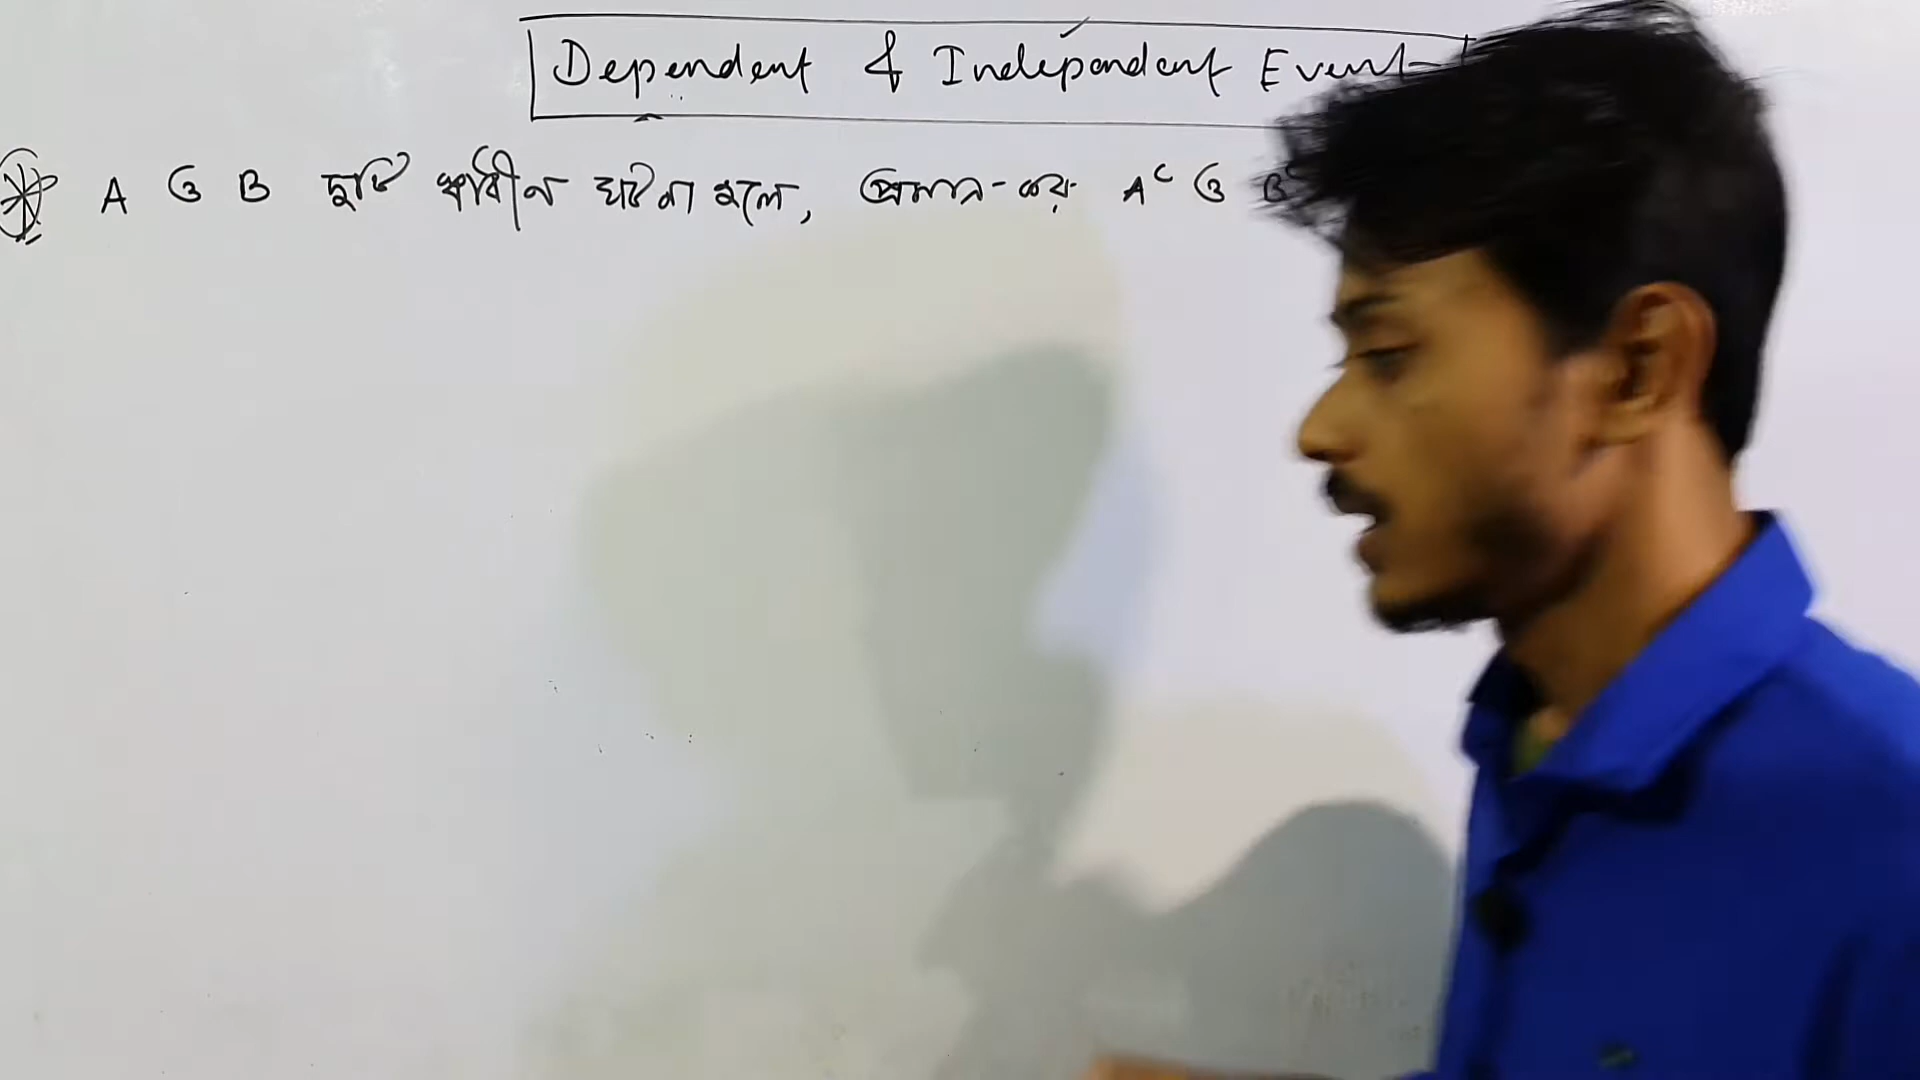 Dependent & Independent Event
A ও B দুটি স্বাধীন ঘটনা হলে, প্রমাণ কর A^c ও B^c